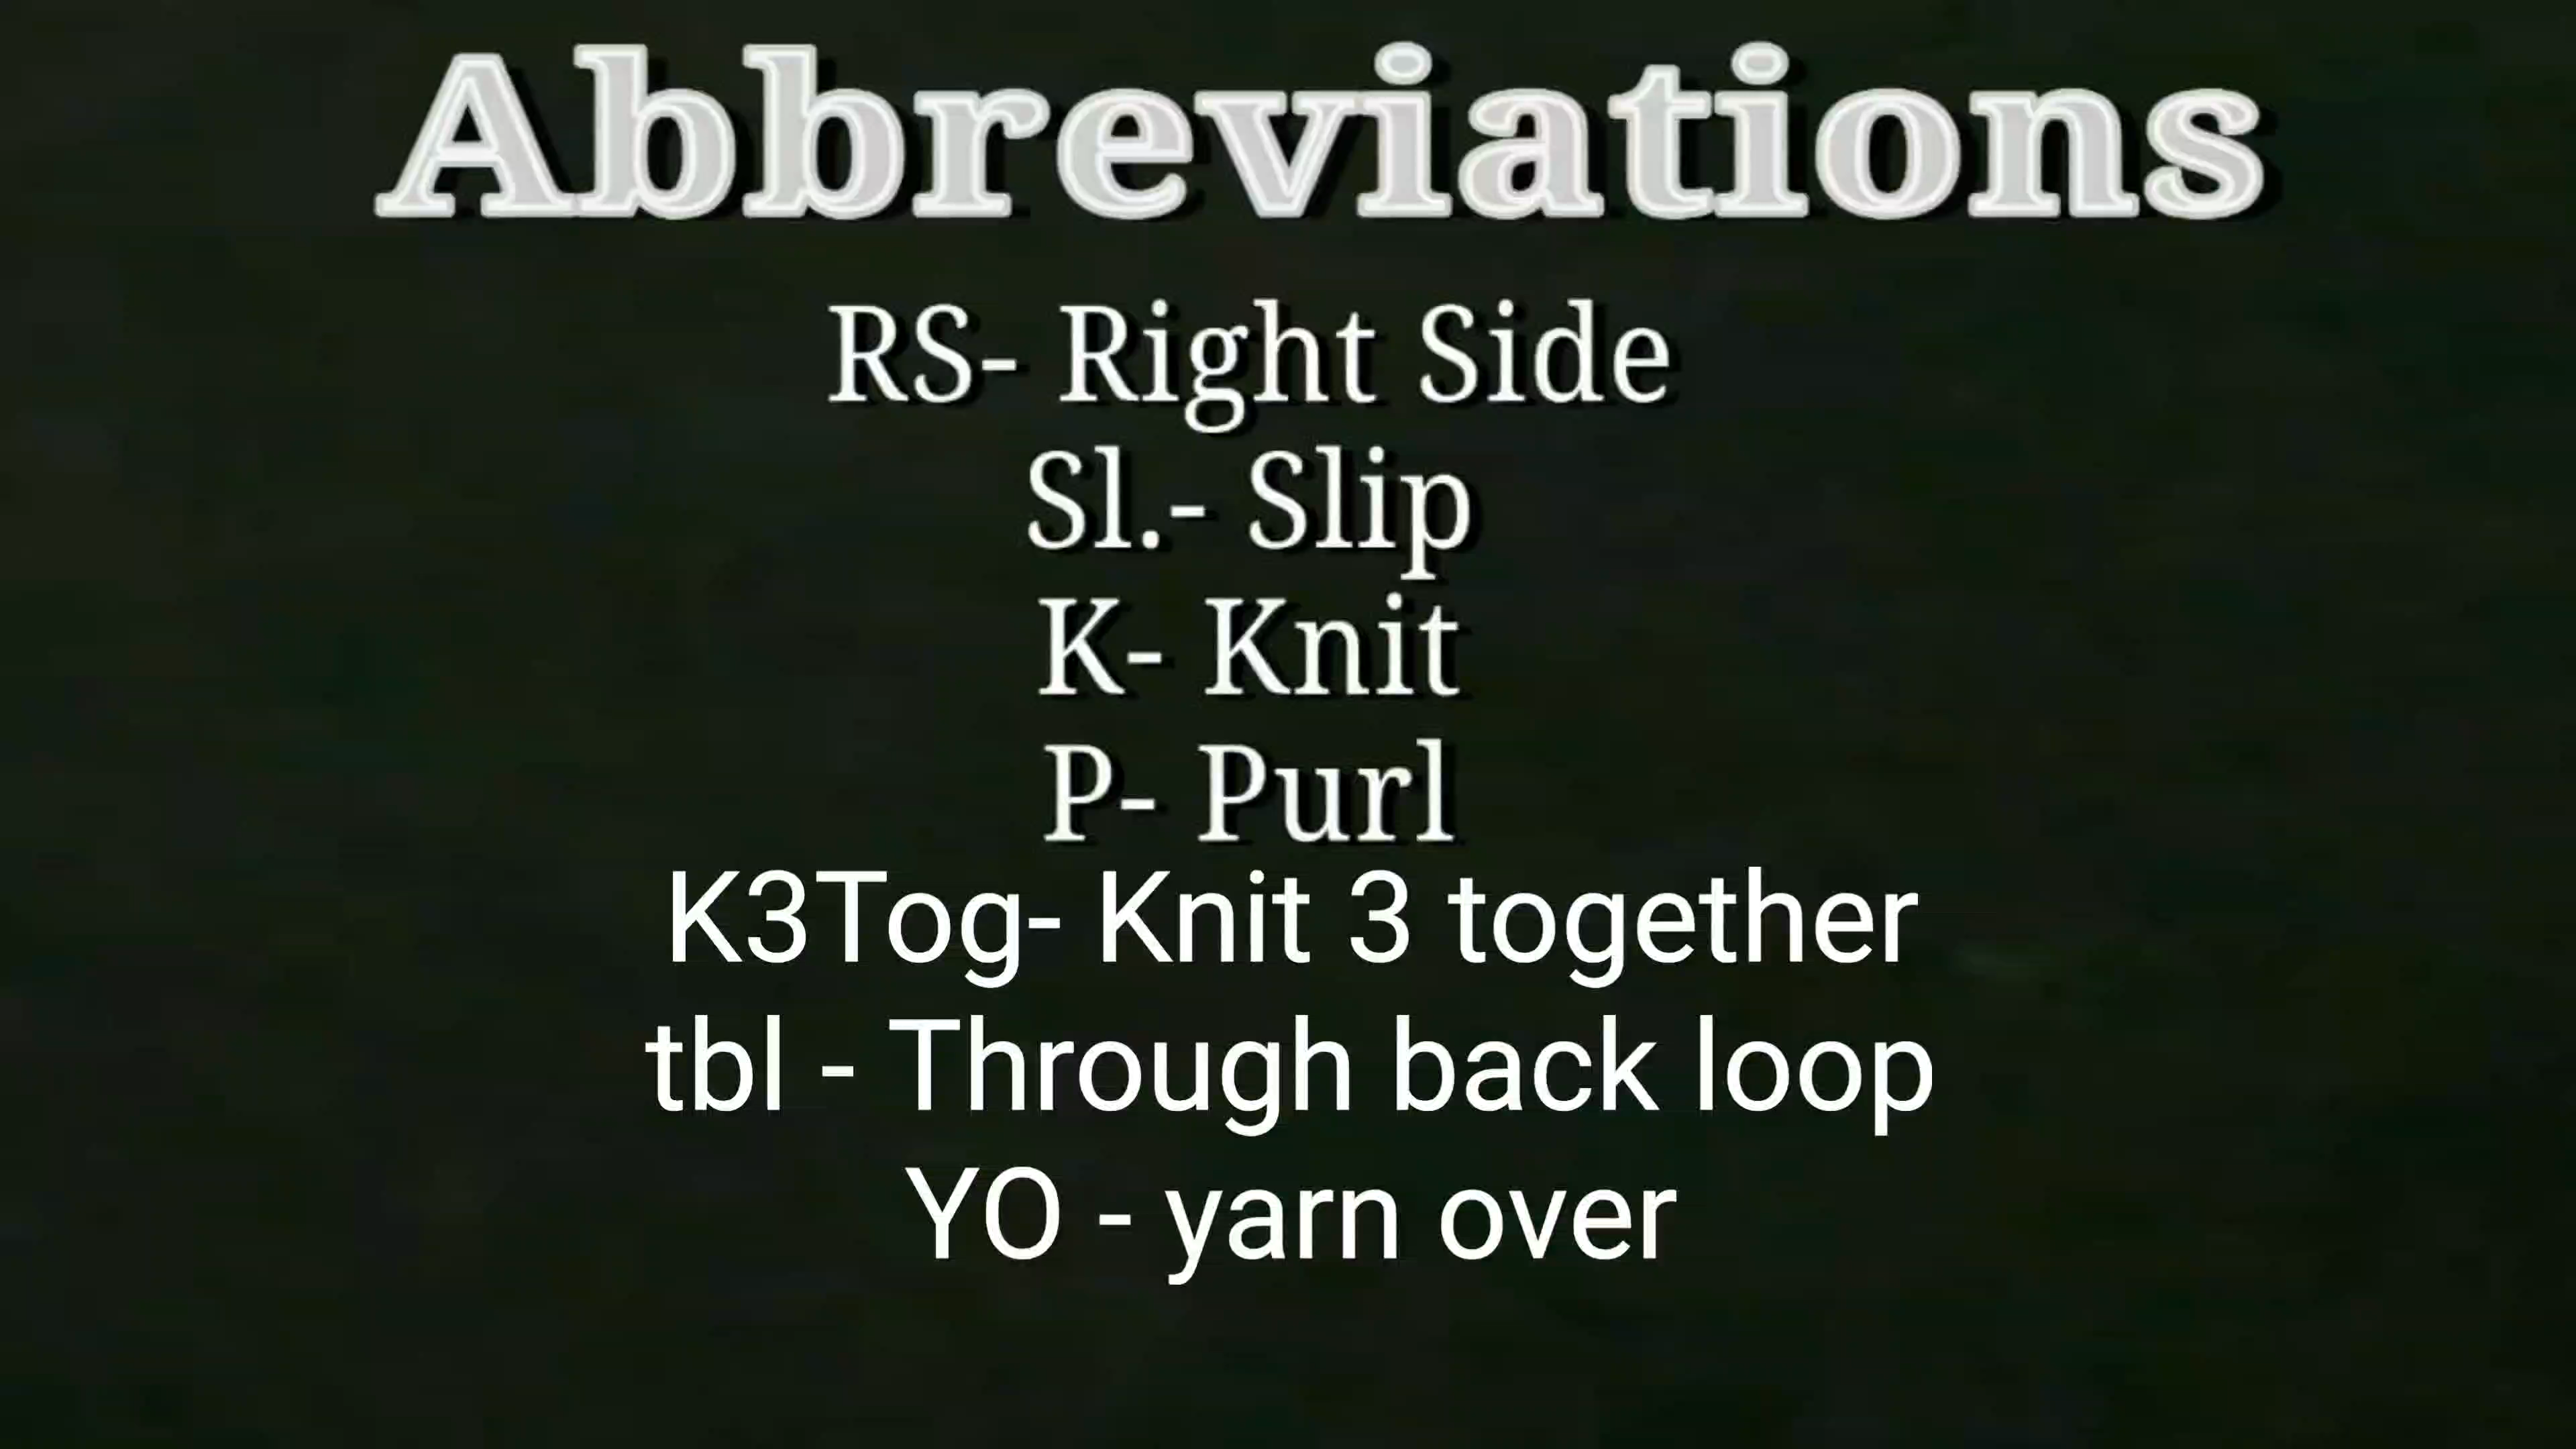 Abbreviations
RS- Right Side
Sl.- Slip
K- Knit
P- Purl
K3Tog- Knit 3 together
tbl - Through back loop
YO - yarn over